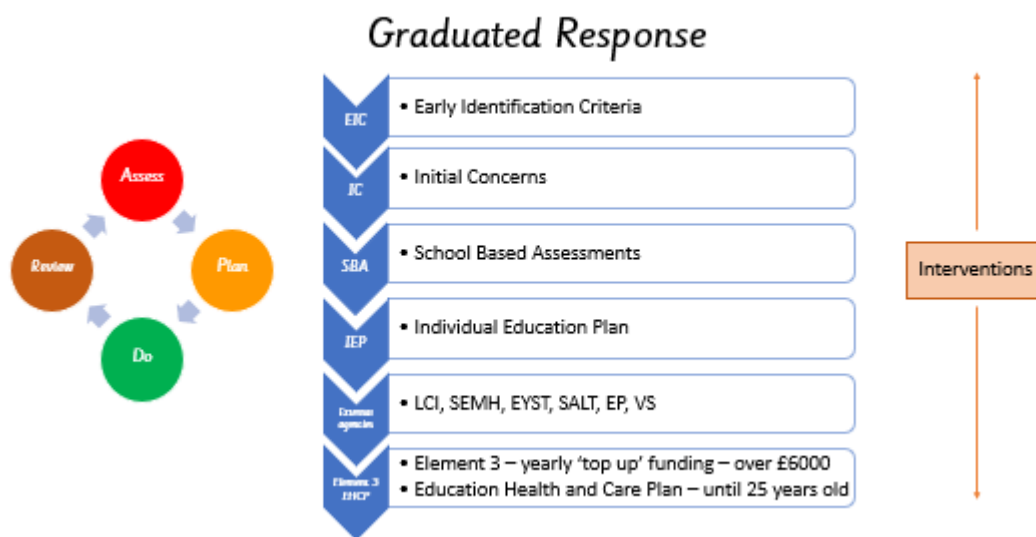 Graduated Response
Assess
Plan
Do
Review
EIC
• Early Identification Criteria
IC
• Initial Concerns
SBA
• School Based Assessments
IEP
• Individual Education Plan
agencies
• LCI, SEMH, EYST, SALT, EP, VS
Element 3
EHCP
• Element 3 – yearly ‘top up’ funding – over £6000
• Education Health and Care Plan – until 25 years old
Interventions